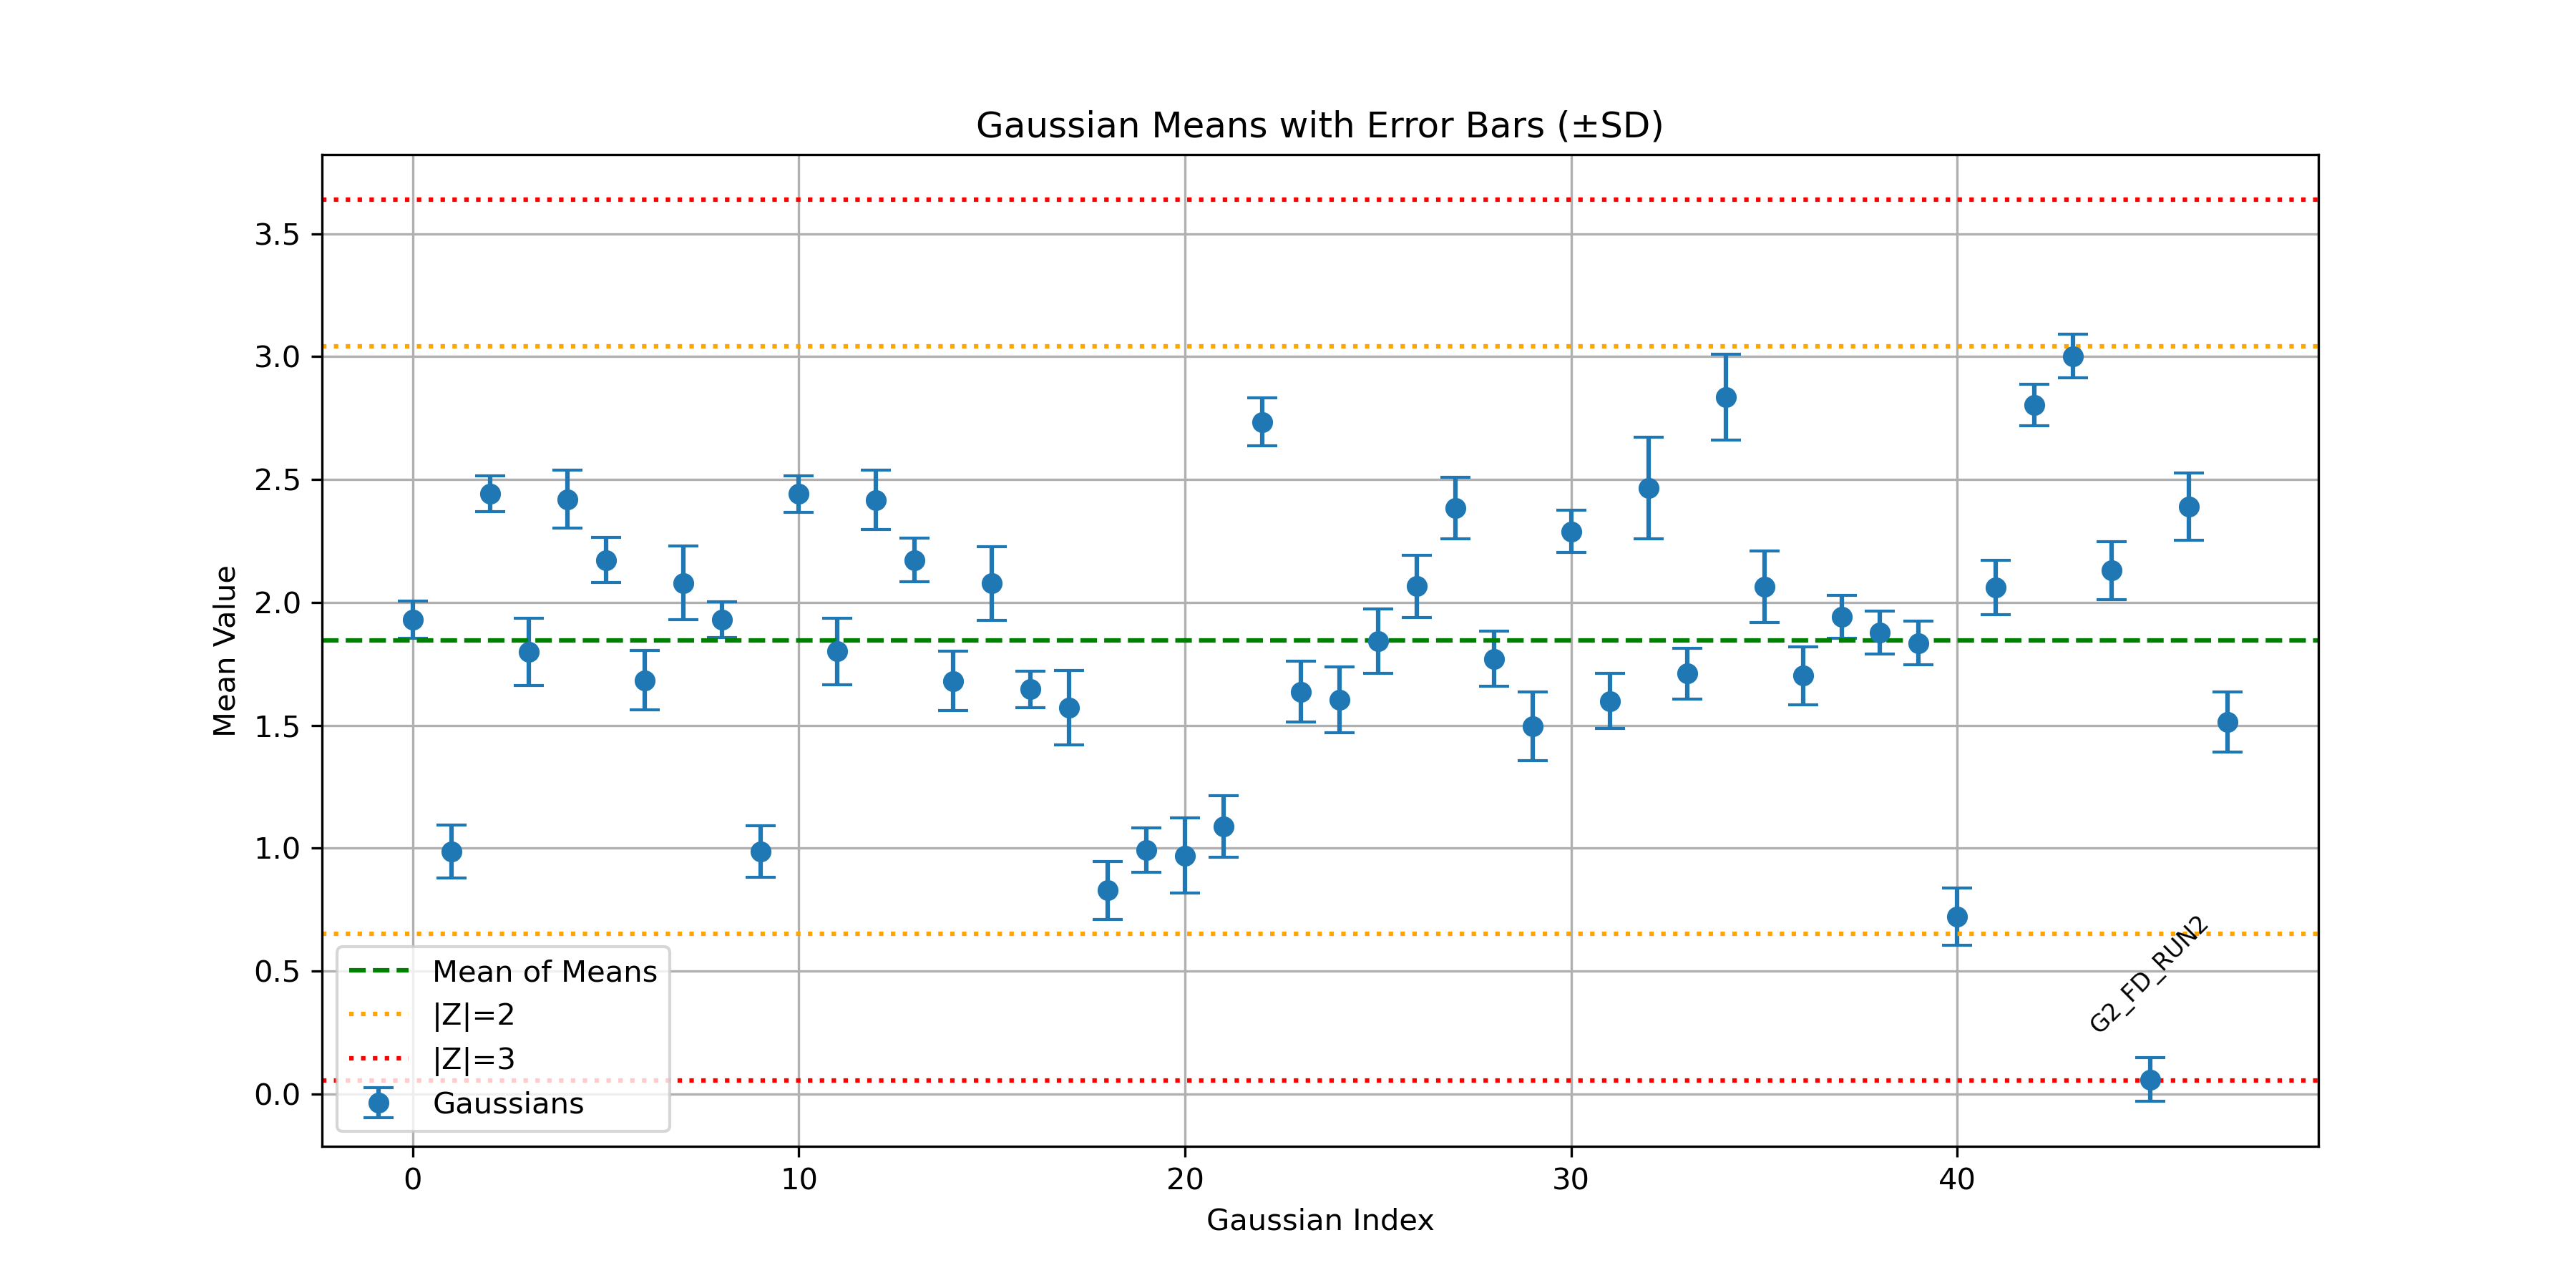 Gaussian Means with Error Bars (±SD)
Mean Value
3.5
3.0
2.5
2.0
1.5
1.0
0.5
0.0
G2_FD_RUN2
Mean of Means
|Z|=2
|Z|=3
Gaussians
0 10 20 30 40
Gaussian Index